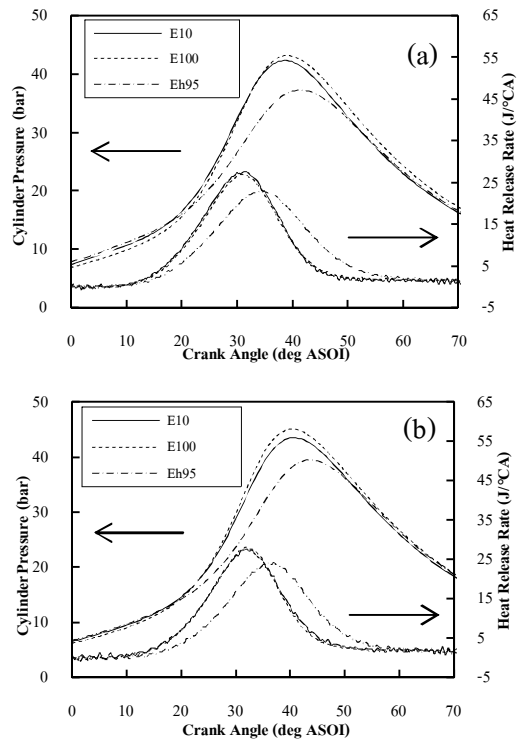 50
40
30
20
10
0
Cylinder Pressure (bar)
E10
E100
Eh95
(a)
65
55
45
35
25
15
5
-5
Heat Release Rate (J/°CA)
0 10 20 30 40 50 60 70
Crank Angle (deg ASOI)
50
40
30
20
10
0
Cylinder Pressure (bar)
E10
E100
Eh95
(b)
65
55
45
35
25
15
5
-5
Heat Release Rate (J/°CA)
0 10 20 30 40 50 60 70
Crank Angle (deg ASOI)